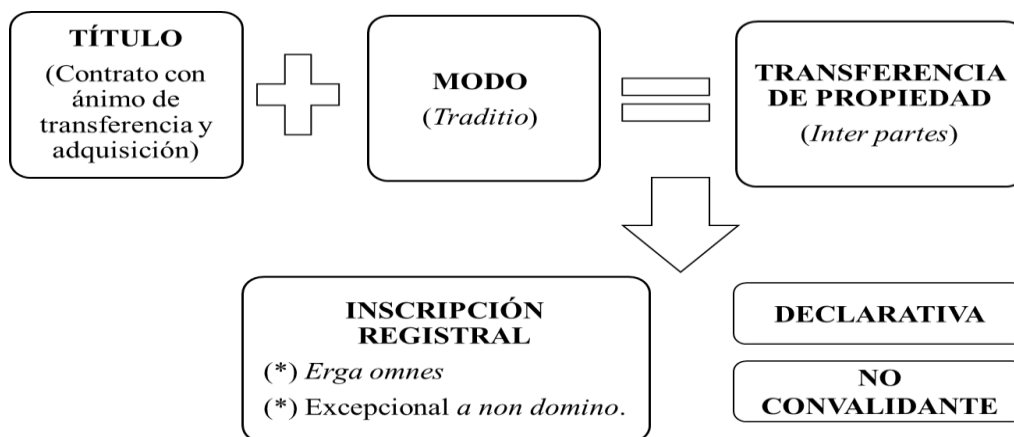 TÍTULO
(Contrato con
ánimo de
transferencia y
adquisición)
MODO
(Traditio)
TRANSFERENCIA
DE PROPIEDAD
(Inter partes)
INSCRIPCIÓN
REGISTRAL
(*) Erga omnes
(*) Excepcional a non domino.
DECLARATIVA
NO
CONVALIDANTE